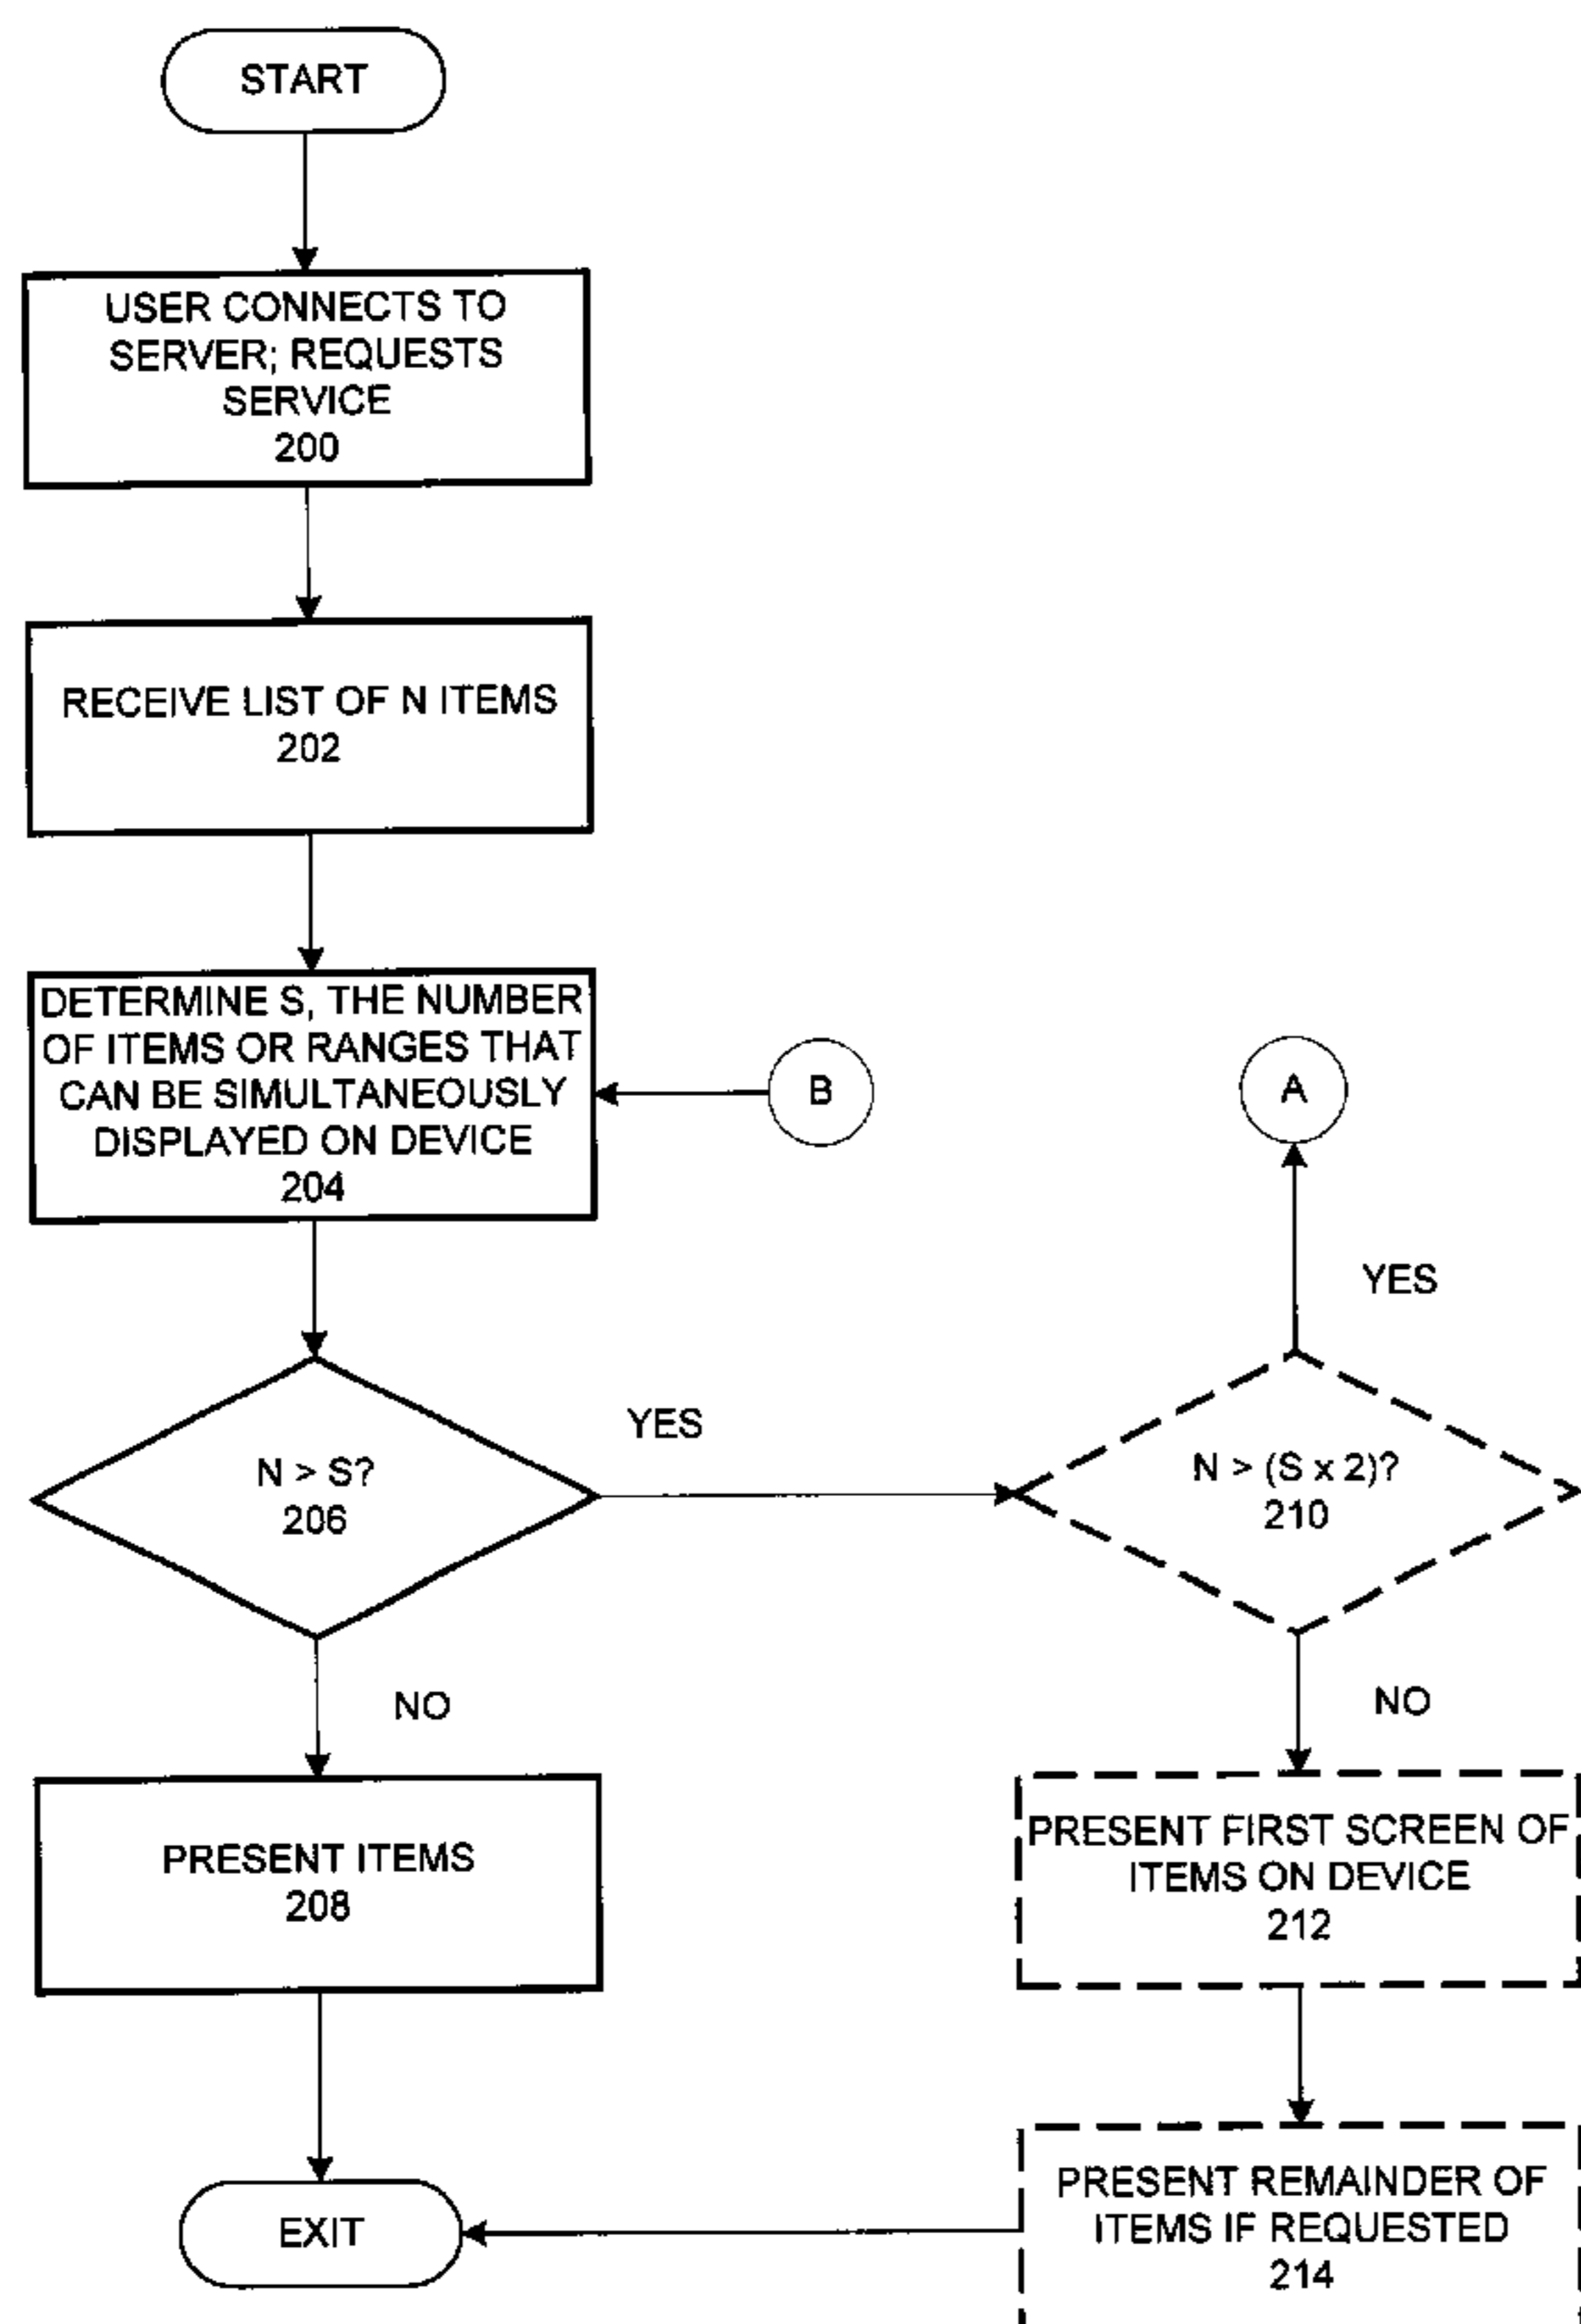 START
USER CONNECTS TO
SERVER; REQUESTS
SERVICE
200
RECEIVE LIST OF N ITEMS
202
DETERMINE S, THE NUMBER
OF ITEMS OR RANGES THAT
CAN BE SIMULTANEOUSLY
DISPLAYED ON DEVICE
204
B
A
YES
N > S?
206
YES
N > (S x 2)?
210
NO
NO
PRESENT ITEMS
208
PRESENT FIRST SCREEN OF
ITEMS ON DEVICE
212
EXIT
PRESENT REMAINDER OF
ITEMS IF REQUESTED
214